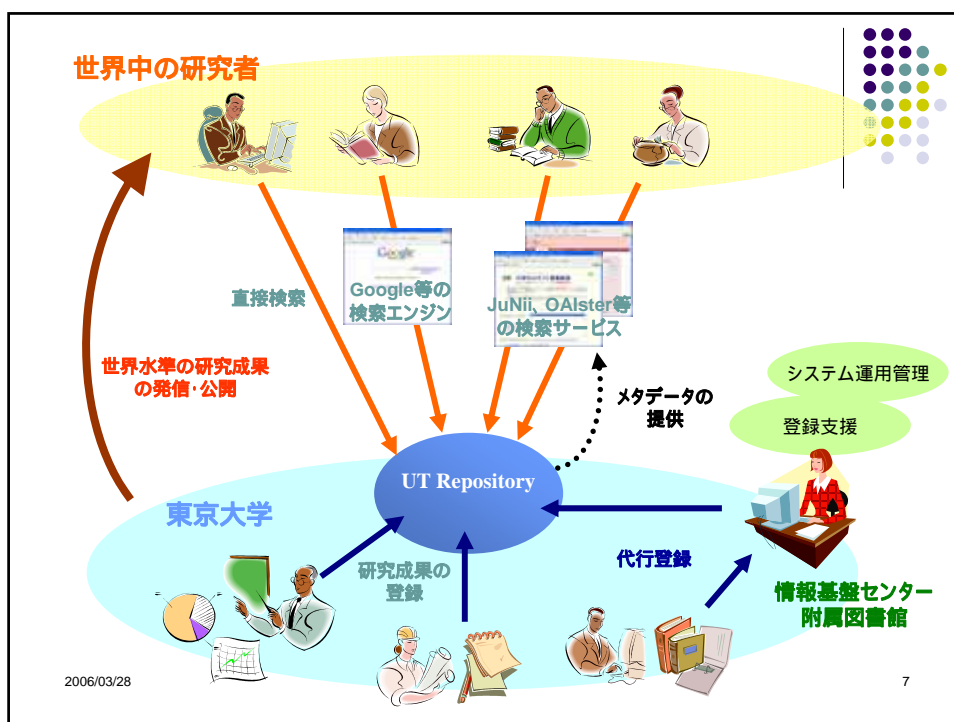 世界中の研究者
直接検索
Google
Google等の
検索エンジン
JuNii、OAIster等
の検索サービス
世界水準の研究成果
の発信・公開
メタデータの
提供
システム運用管理
登録支援
UT Repository
東京大学
研究成果の
登録
代行登録
情報基盤センター
附属図書館
2006/03/28
7